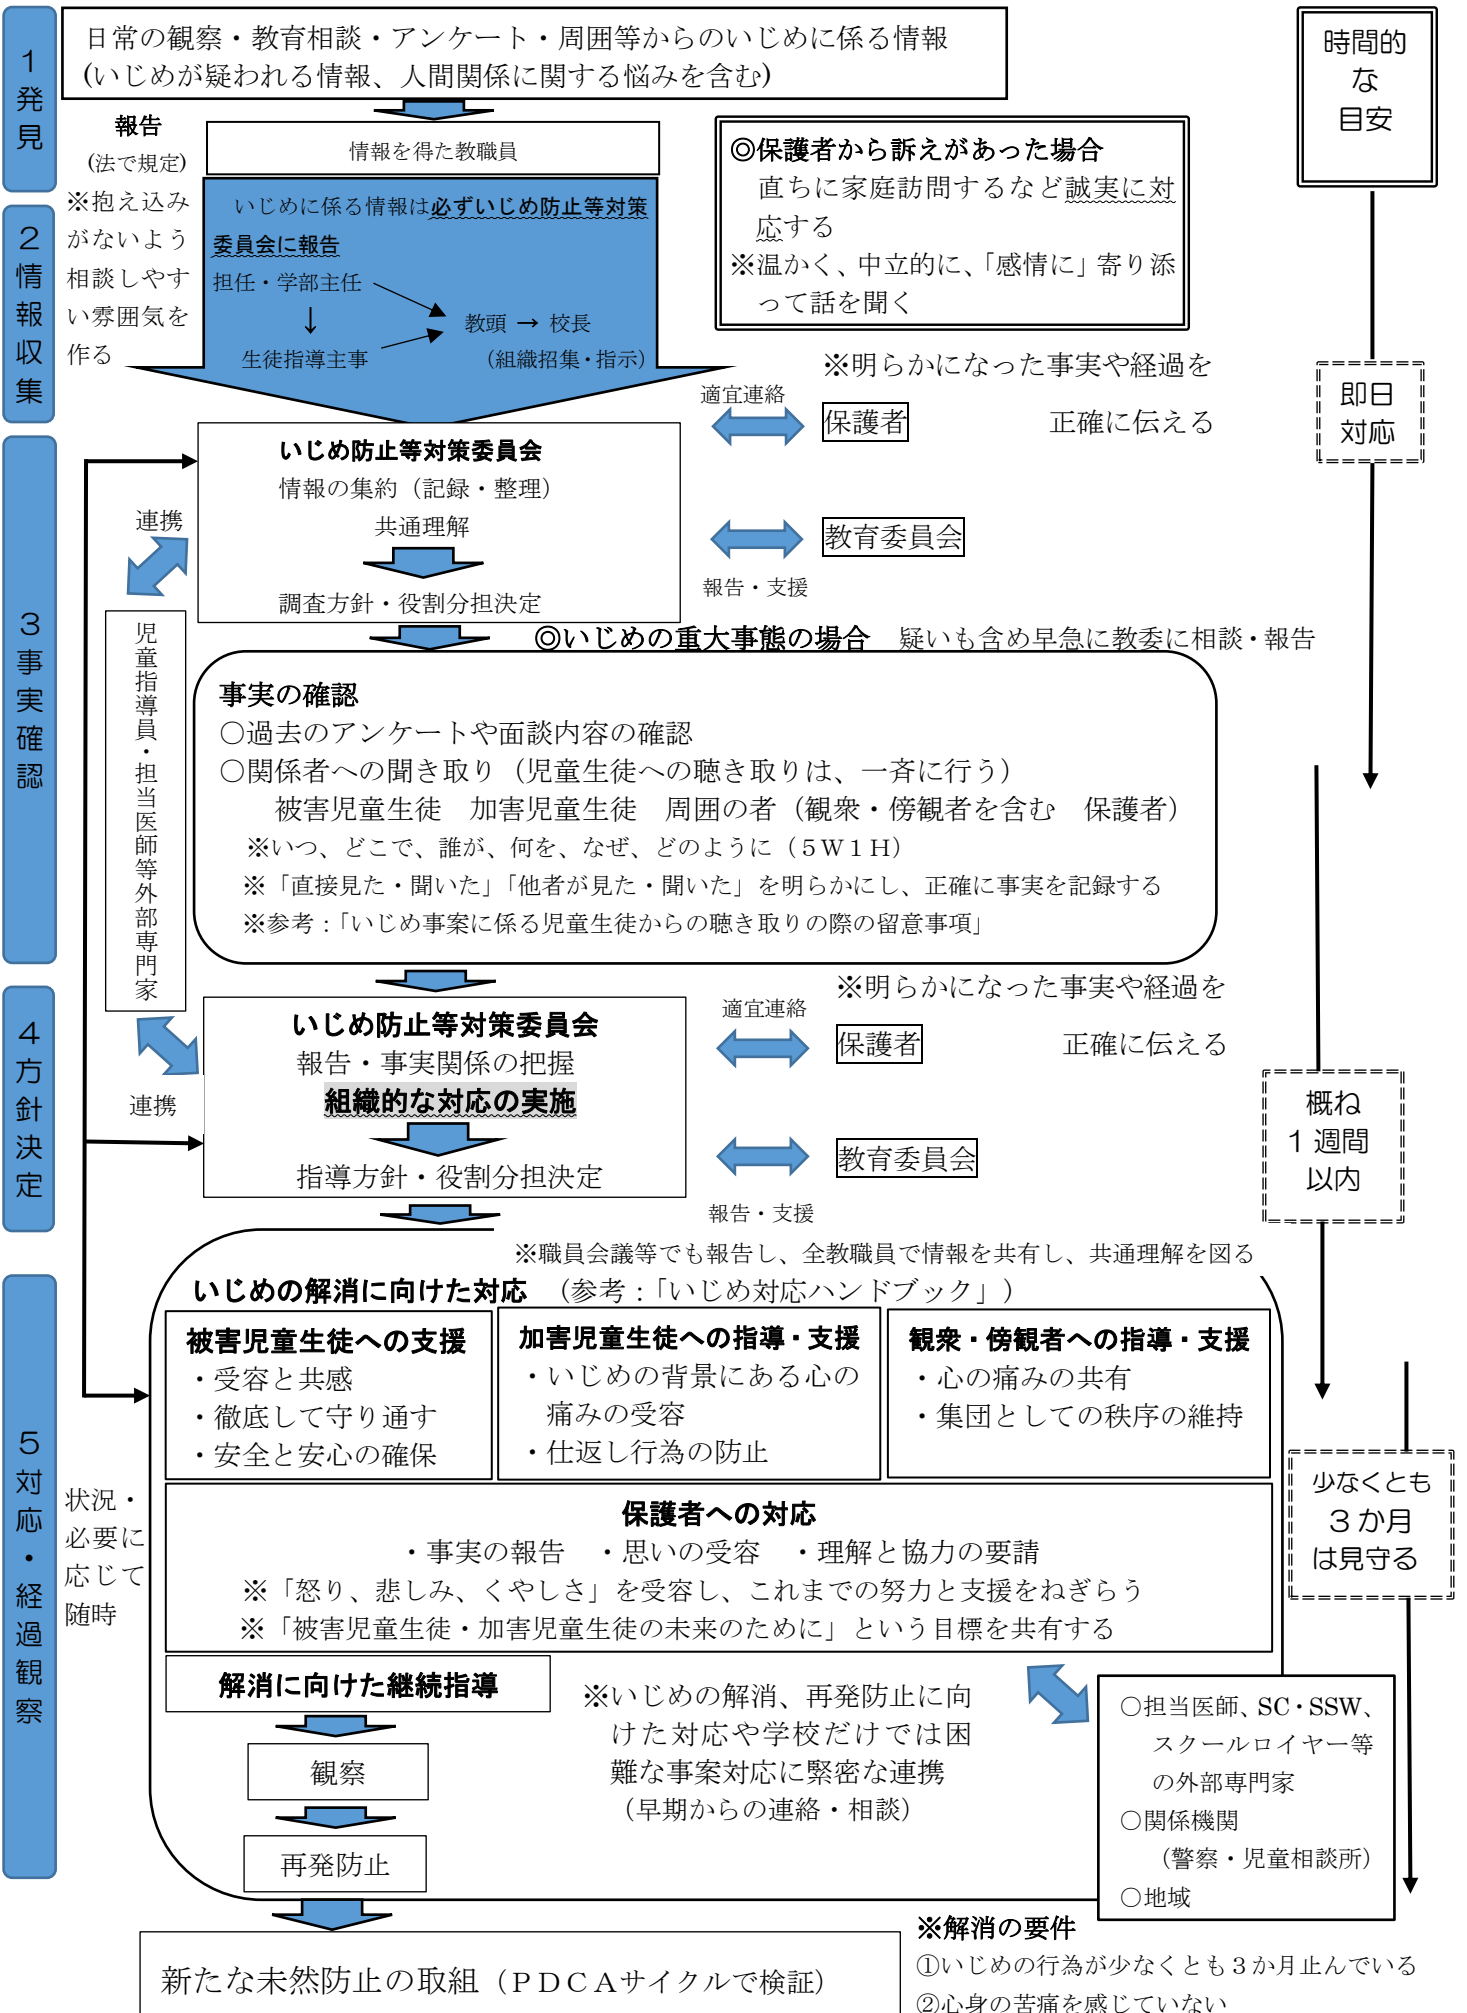 1
発
見
日常の観察・教育相談・アンケート・周囲等からのいじめに係る情報
(いじめが疑われる情報、人間関係に関する悩みを含む)
時間的
な
目安
報告
(法で規定)
※抱え込み
がないよう
相談しやす
い雰囲気を
作る
情報を得た教職員
◎保護者から訴えがあった場合
直ちに家庭訪問するなど誠実に対
応する
※温かく、中立的に、「感情に」寄り添
って話を聞く
2
情
報
収
集
いじめに係る情報は必ずいじめ防止等対策
委員会に報告
担任・学部主任
↓
教頭 → 校長
生徒指導主事
(組織招集・指示)
※明らかになった事実や経過を
適宜連絡
保護者
正確に伝える
即日
対応
3
事
実
確
認
いじめ防止等対策委員会
情報の集約(記録・整理)
共通理解
調査方針・役割分担決定
連携
教育委員会
報告・支援
児童指導員・担当医師等外部専門家
◎いじめの重大事態の場合 疑いも含め早急に教委に相談・報告
事実の確認
○過去のアンケートや面談内容の確認
○関係者への聞き取り(児童生徒への聴き取りは、一斉に行う)
被害児童生徒 加害児童生徒 周囲の者(観衆・傍観者を含む 保護者)
※いつ、どこで、誰が、何を、なぜ、どのように(5W1H)
※「直接見た・聞いた」「他者が見た・聞いた」を明らかにし、正確に事実を記録する
※参考:「いじめ事案に係る児童生徒からの聴き取りの際の留意事項」
4
方
針
決
定
いじめ防止等対策委員会
報告・事実関係の把握
組織的な対応の実施
指導方針・役割分担決定
連携
※明らかになった事実や経過を
適宜連絡
保護者
正確に伝える
教育委員会
報告・支援
概ね
1週間
以内
5
対
応
・
経
過
観
察
※職員会議等でも報告し、全教職員で情報を共有し、共通理解を図る
いじめの解消に向けた対応 (参考:「いじめ対応ハンドブック」)
被害児童生徒への支援
・受容と共感
・徹底して守り通す
・安全と安心の確保
加害児童生徒への指導・支援
・いじめの背景にある心の
痛みの受容
・仕返し行為の防止
観衆・傍観者への指導・支援
・心の痛みの共有
・集団としての秩序の維持
状況・
必要に
応じて
随時
少なくとも
3か月
は見守る
保護者への対応
・事実の報告 ・思いの受容 ・理解と協力の要請
※「怒り、悲しみ、くやしさ」を受容し、これまでの努力と支援をねぎらう
※「被害児童生徒・加害児童生徒の未来のために」という目標を共有する
解消に向けた継続指導
観察
再発防止
※いじめの解消、再発防止に向
けた対応や学校だけでは困
難な事案対応に緊密な連携
(早期からの連絡・相談)
○担当医師、SC・SSW、
スクールロイヤー等
の外部専門家
○関係機関
(警察・児童相談所)
○地域
新たな未然防止の取組(PDCAサイクルで検証)
※解消の要件
①いじめの行為が少なくとも3か月止んでいる
②心身の苦痛を感じていない